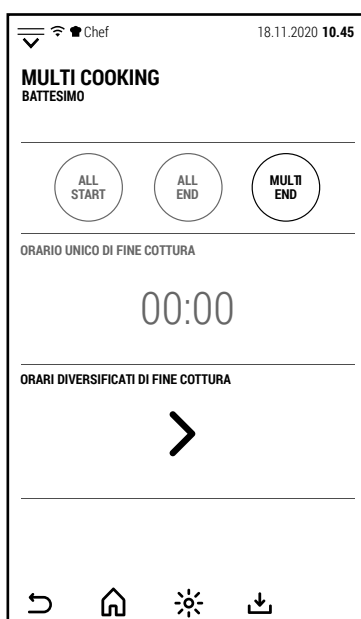 Chef 18.11.2020 10.45
MULTI COOKING
BATTESIMO
ALL START
ALL END
MULTI END
ORARIO UNICO DI FINE COTTURA
00:00
ORARI DIVERSIFICATI DI FINE COTTURA